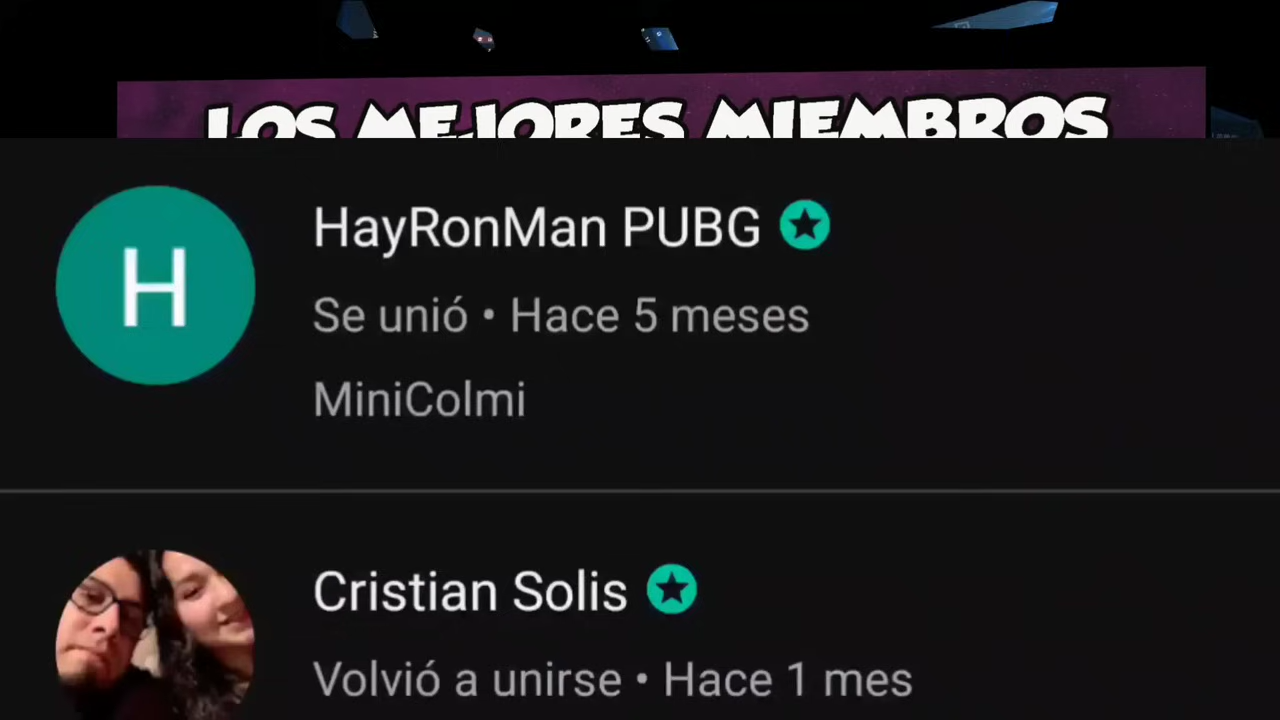 LOS MEJORES MIEMBROS
H
HayRonMan PUBG
Se unió • Hace 5 meses
MiniColmi
Cristian Solis
Volvió a unirse • Hace 1 mes